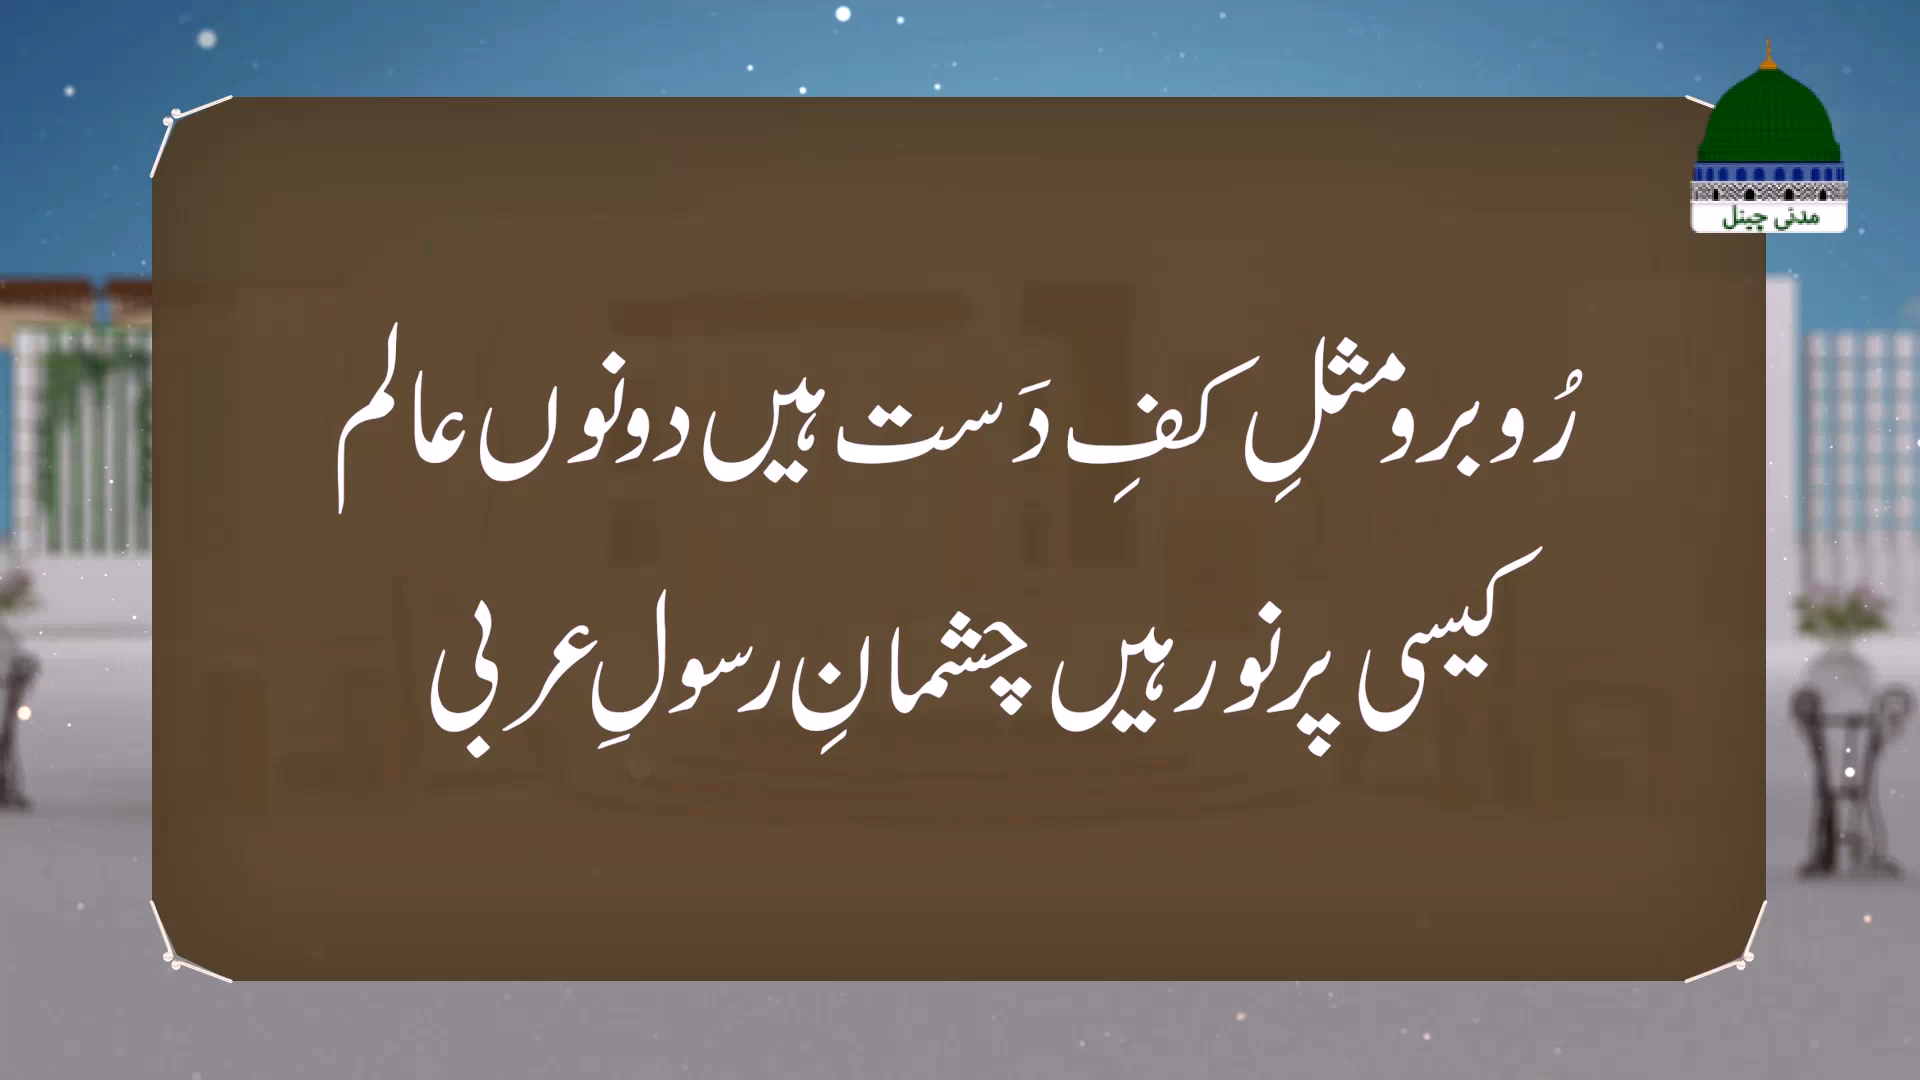 مدنی چینل
رُوبرو مثلِ کفِ دَست ہیں دونوں عالم
کیسی پرنور ہیں چشمانِ رسولِ عربی